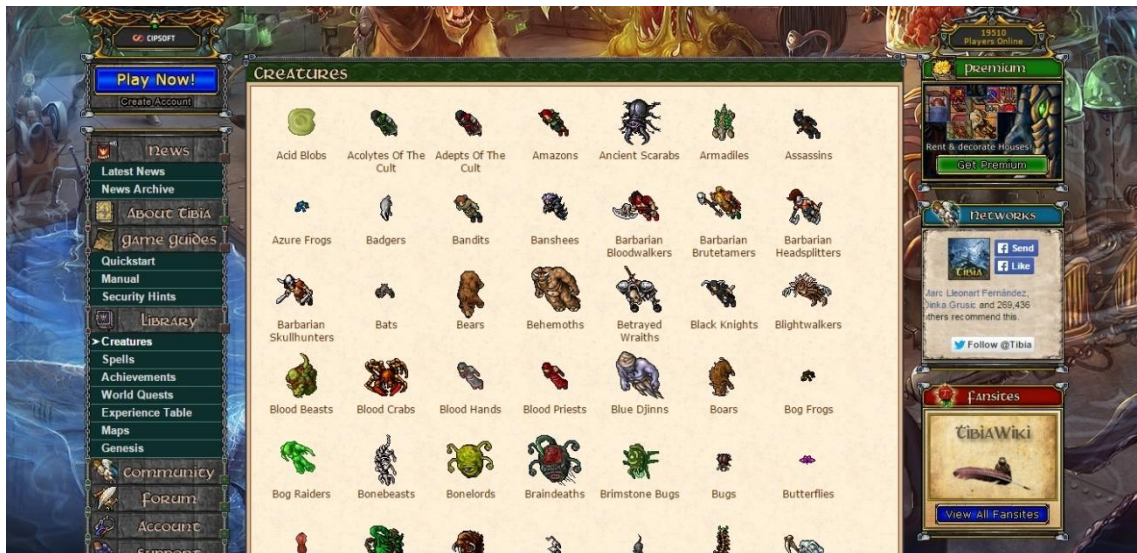 CIPSOFT
Play Now!
Create Account
News
Latest News
News Archive
About Tibia
Game Guides
Quickstart
Manual
Security Hints
Library
Creatures
Spells
Achievements
World Quests
Experience Table
Maps
Genesis
Community
Forum
Account
Support
Creatures
Acid Blobs
Acolytes Of The
Cult
Adepts Of The
Cult
Amazons
Ancient Scarabs
Armadiles
Assassins
Azure Frogs
Badgers
Bandits
Banshees
Barbarian
Bloodwalkers
Barbarian
Brutetamers
Barbarian
Headsplitters
Barbarian
Skullhunters
Bats
Bears
Behemoths
Betrayed
Wraiths
Black Knights
Blightwalkers
Blood Beasts
Blood Crabs
Blood Hands
Blood Priests
Blue Djinns
Boars
Bog Frogs
Bog Raiders
Bonebeasts
Bonelords
Braindeaths
Brimstone Bugs
Bugs
Butterflies
19510
Players Online
Premium
Rent & decorate Houses!
Get Premium
Networks
TIBIA
Send
Like
Marc Lleonart Fernández,
Dinka Grusic and 269,436
others recommend this.
Follow @Tibia
Fansites
TibiaWiki
View All Fansites